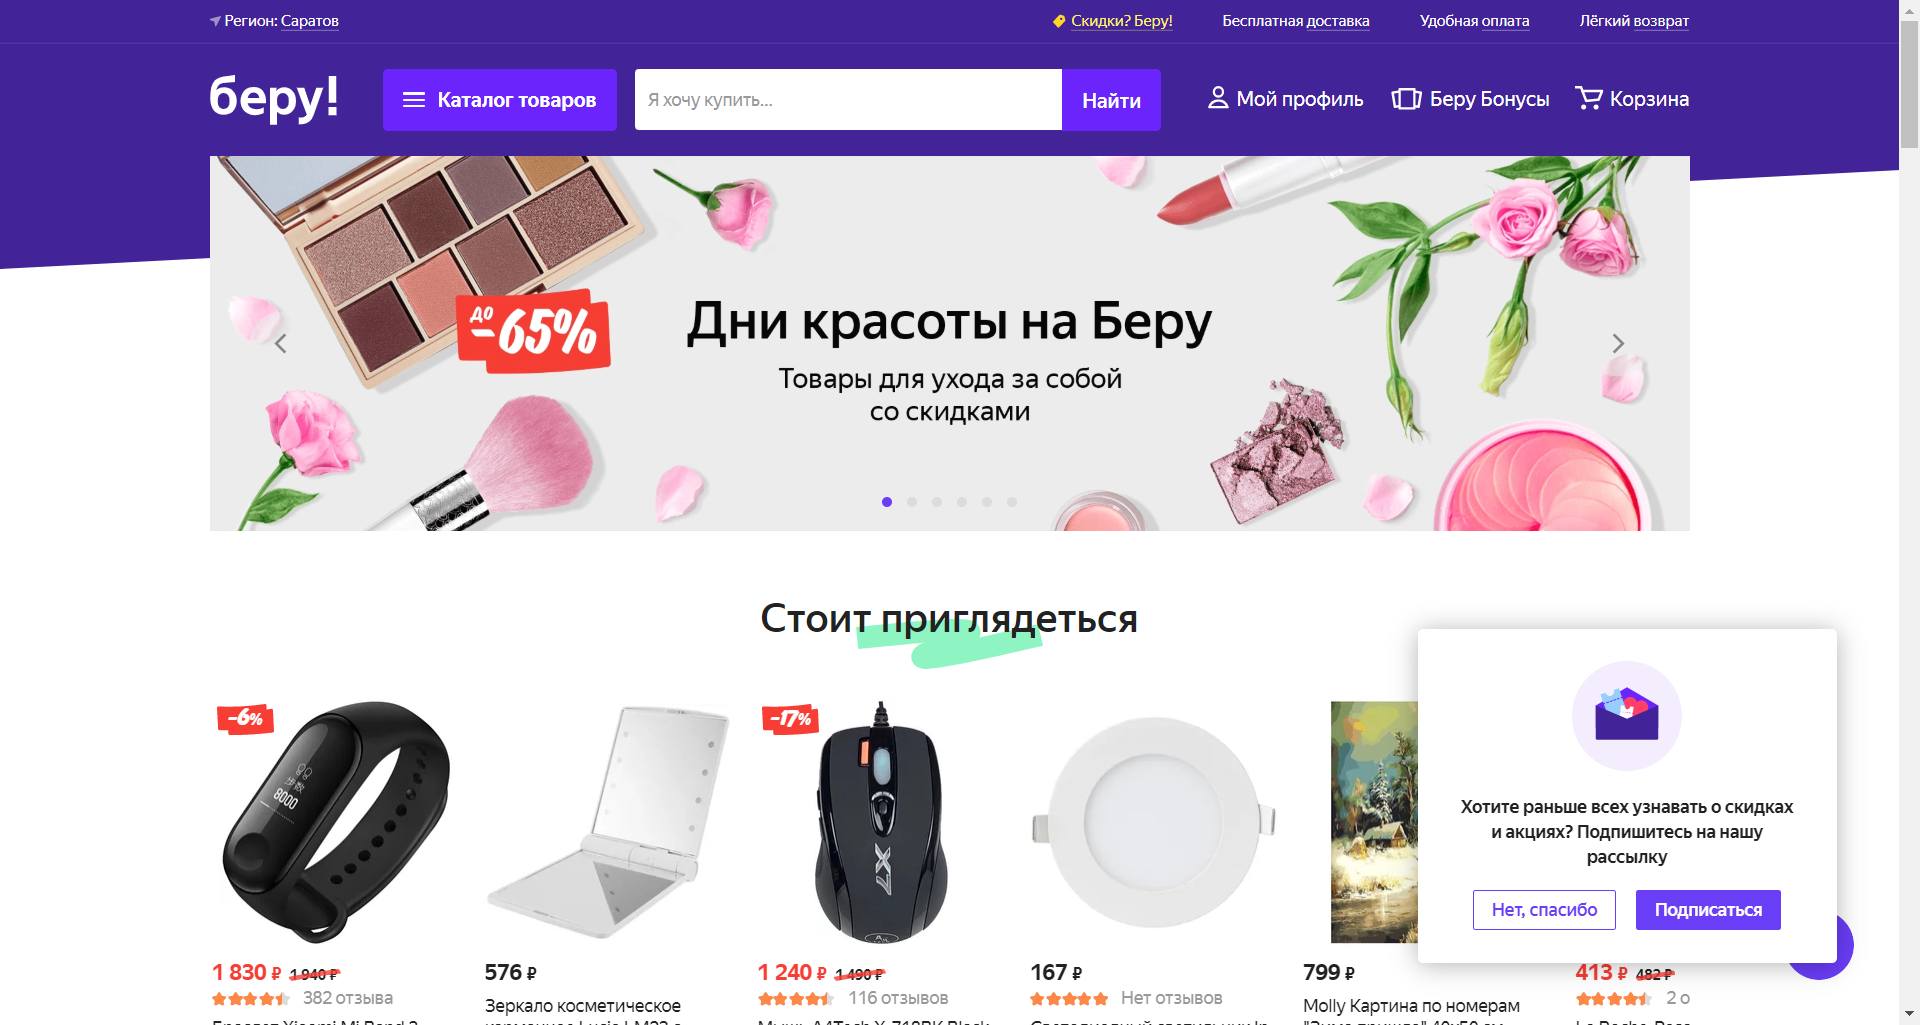 Регион: Саратов
Скидки? Беру!
Бесплатная доставка
Удобная оплата
Лёгкий возврат
беру!
Каталог товаров
Я хочу купить...
Найти
Мой профиль
Беру Бонусы
Корзина
до
-65%
Дни красоты на Беру
Товары для ухода за собой
со скидками
Стоит приглядеться
-6%
8000
-17%
X7
Хотите раньше всех узнавать о скидках
и акциях? Подпишитесь на нашу
рассылку
Нет, спасибо
Подписаться
1 830 ₽ 1 940 ₽
382 отзыва
576 ₽
Зеркало косметическое
1 240 ₽ 1 490 ₽
116 отзывов
167 ₽
Нет отзывов
799 ₽
Molly Картина по номерам
413 ₽ 482 ₽
2 о